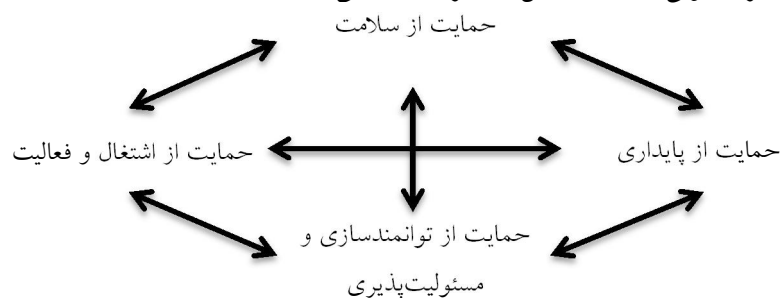 حمایت از سلامت
حمایت از پایداری
حمایت از اشتغال و فعالیت
حمایت از توانمندسازی و
مسئولیت‌پذیری